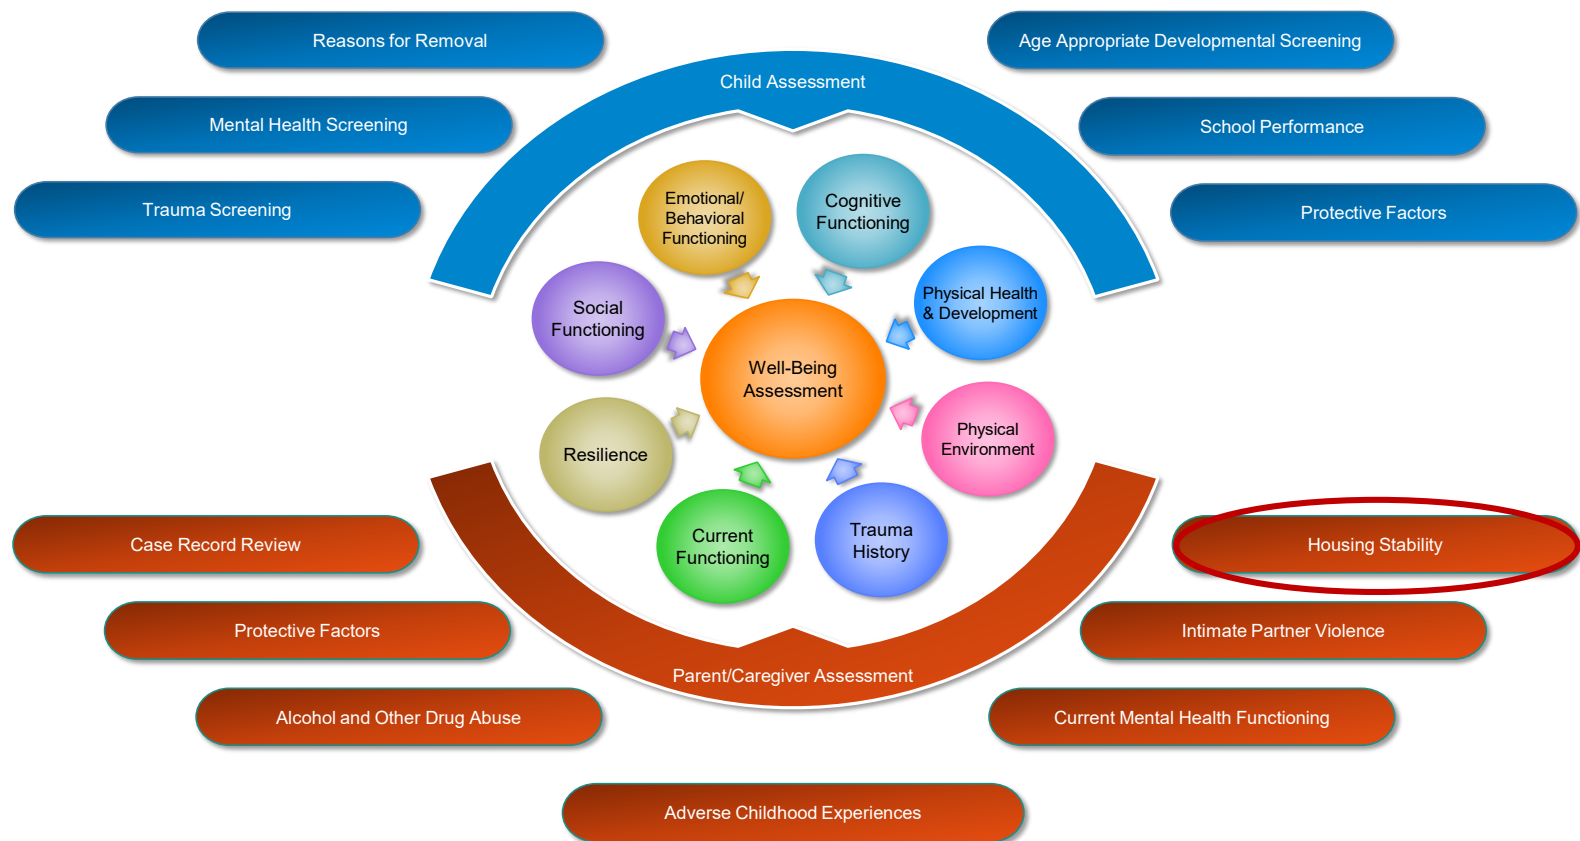 Reasons for Removal
Age Appropriate Developmental Screening
Child Assessment
Mental Health Screening
School Performance
Trauma Screening
Protective Factors
Emotional/
Behavioral
Functioning
Cognitive
Functioning
Social
Functioning
Physical Health
& Development
Well-Being
Assessment
Resilience
Physical
Environment
Current
Functioning
Trauma
History
Case Record Review
Housing Stability
Protective Factors
Intimate Partner Violence
Parent/Caregiver Assessment
Alcohol and Other Drug Abuse
Current Mental Health Functioning
Adverse Childhood Experiences